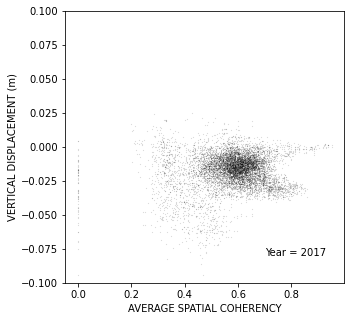 0.100
0.075
0.050
0.025
0.000
−0.025
−0.050
−0.075
−0.100
VERTICAL DISPLACEMENT (m)
Year = 2017
0.0 0.2 0.4 0.6 0.8
AVERAGE SPATIAL COHERENCY